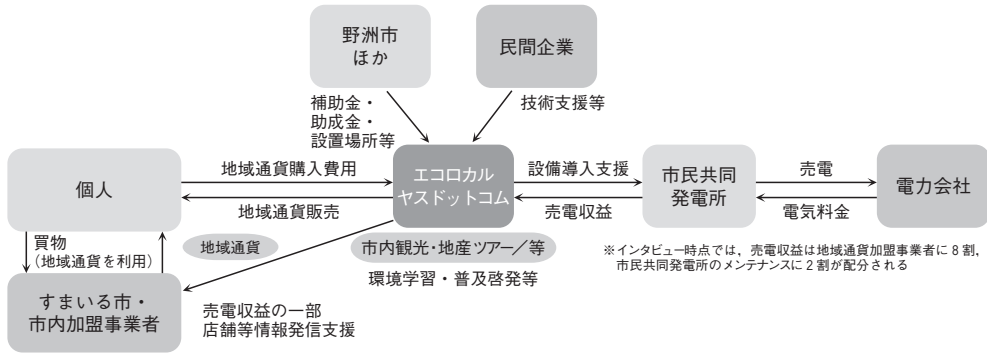 野洲市
ほか
民間企業
補助金・
助成金・
設置場所等
技術支援等
個人
地域通貨購入費用
地域通貨販売
エコロカル
ヤスドットコム
設備導入支援
売電収益
市民共同
発電所
売電
電気料金
電力会社
買物
(地域通貨を利用)
地域通貨
市内観光・地産ツアー/等
環境学習・普及啓発等
※インタビュー時点では，売電収益は地域通貨加盟事業者に8割，
市民共同発電所のメンテナンスに2割が配分される
すまいる市・
市内加盟事業者
売電収益の一部
店舗等情報発信支援